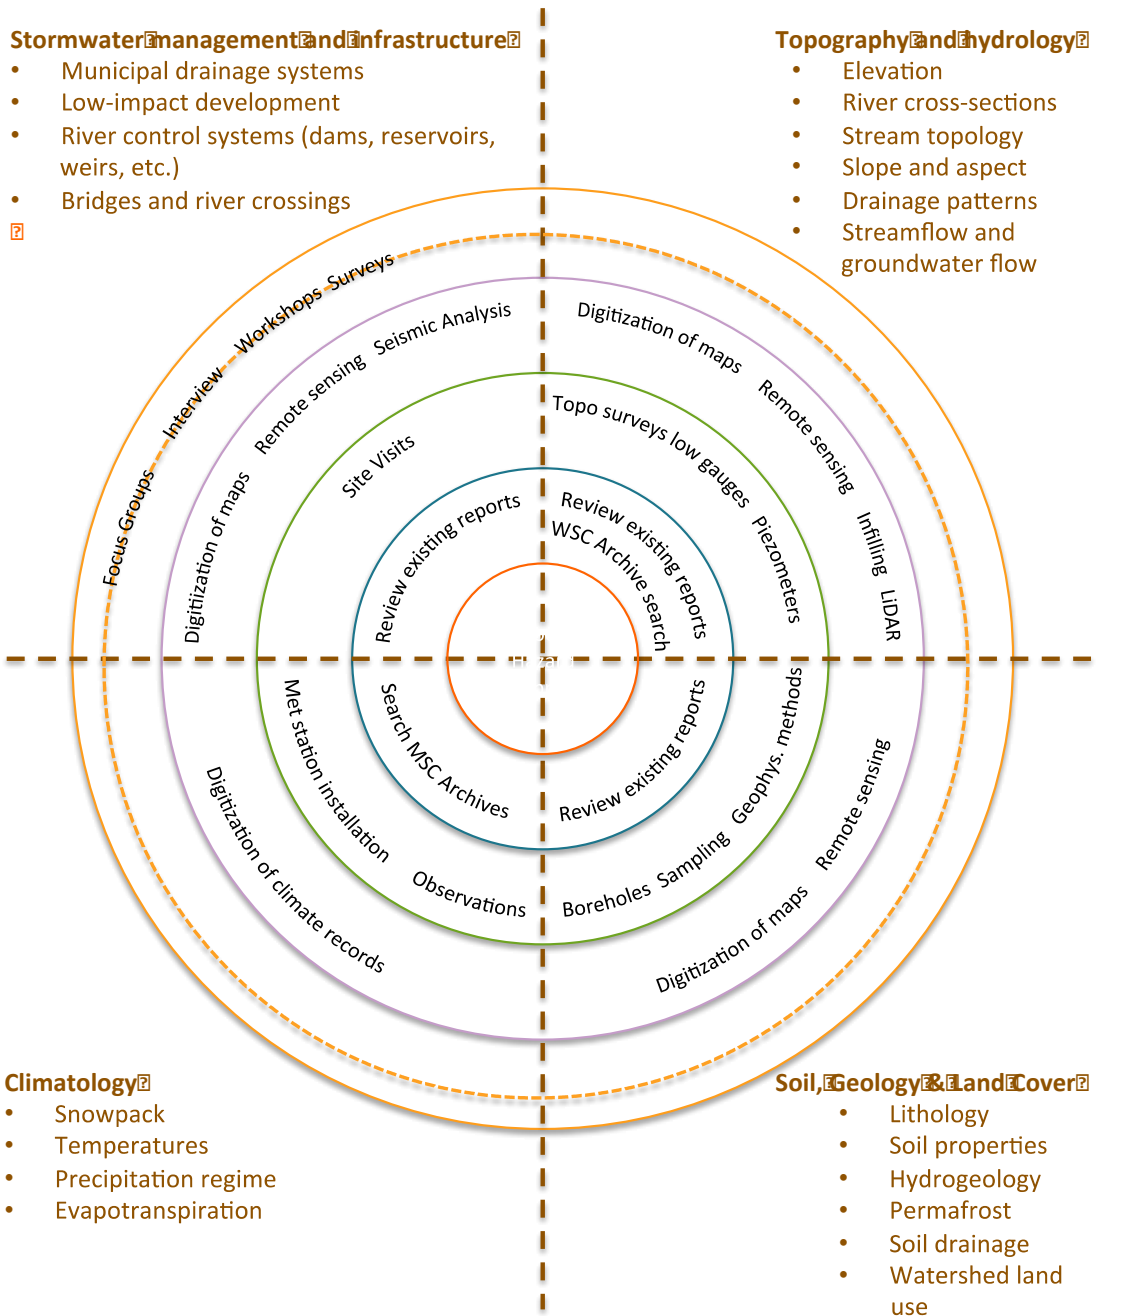 Stormwater management and infrastructure
• Municipal drainage systems
• Low-impact development
• River control systems (dams, reservoirs,
weirs, etc.)
• Bridges and river crossings
Topography and hydrology
• Elevation
• River cross-sections
• Stream topology
• Slope and aspect
• Drainage patterns
• Streamflow and
groundwater flow
Focus Groups Interview Workshops Surveys
Digitiization of maps Remote sensing Seismic Analysis
Site Visits
Review existing reports
Digitization of maps Remote sensing Infilling LiDAR
Topo surveys low gauges Piezometers
Review existing reports
WSC Archive search
Search MSC Archives
Met station installation Observations
Digitization of climate records
Review existing reports
Boreholes Sampling Geophys. methods
Digitization of maps Remote sensing
Climatology
• Snowpack
• Temperatures
• Precipitation regime
• Evapotranspiration
Soil, Geology & Land Cover
• Lithology
• Soil properties
• Hydrogeology
• Permafrost
• Soil drainage
• Watershed land
use